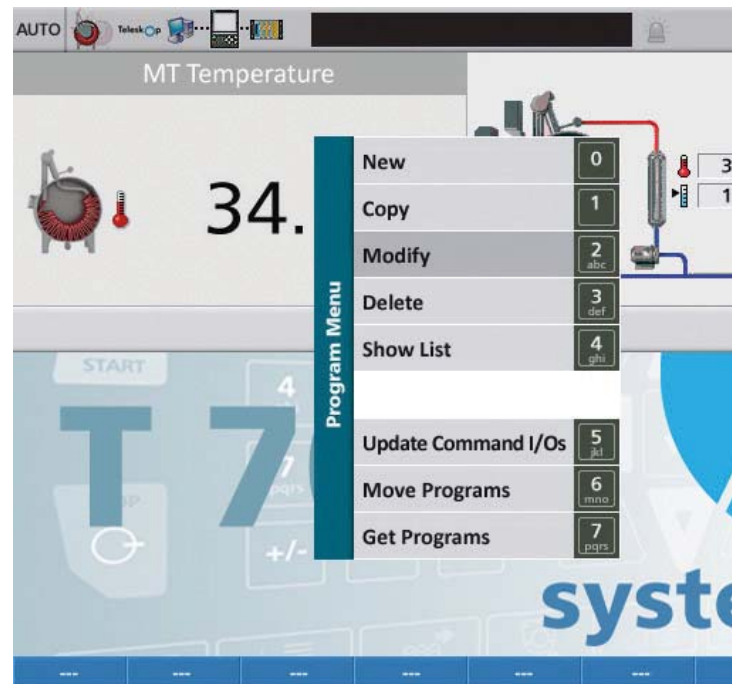 AUTO Teleskop
MT Temperature
34.
3
1
Program Menu
New 0
Copy 1
Modify 2 abc
Delete 3 def
Show List 4 ghi
Update Command I/Os 5 jkl
Move Programs 6 mno
Get Programs 7 pqrs
START
4
T 7
7
pqrs
+/-
syste
--- --- --- --- --- ---